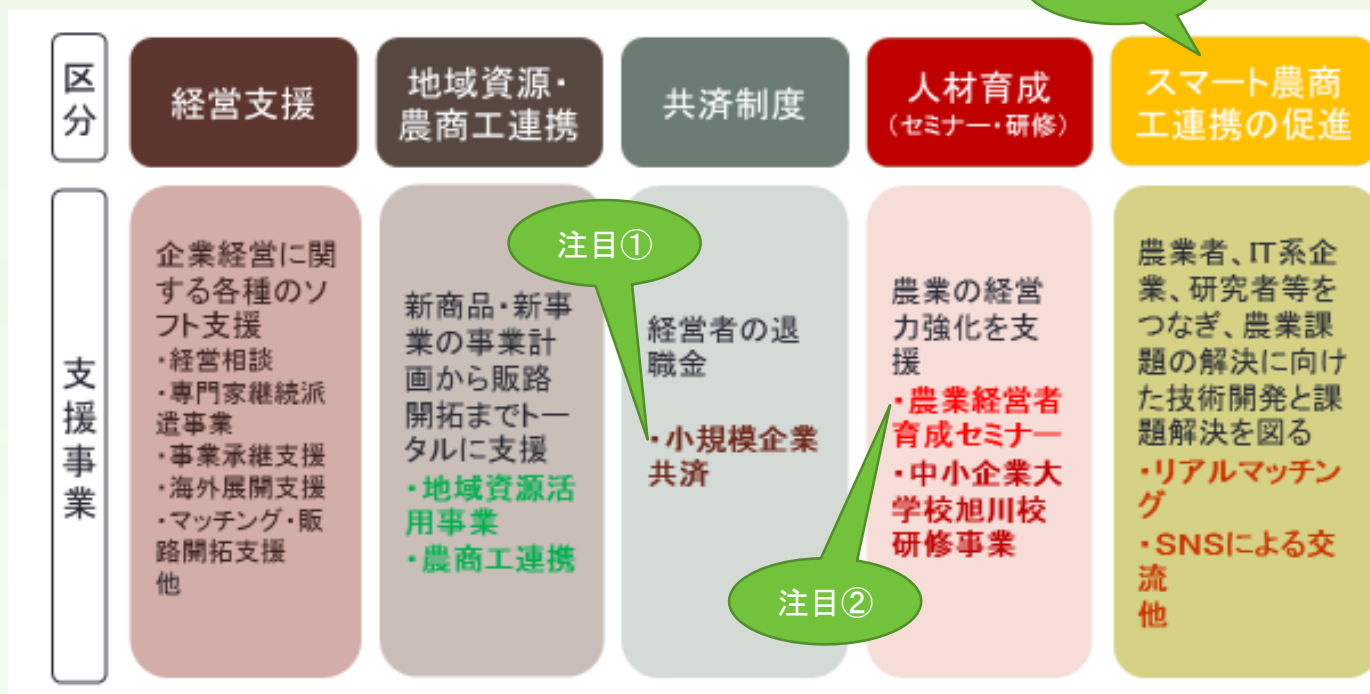 区
分
経営支援
地域資源・
農商工連携
共済制度
人材育成
（セミナー・研修）
スマート農商
工連携の促進
支
援
事
業
企業経営に関
する各種のソ
フト支援
・経営相談
・専門家継続派
遣事業
・事業承継支援
・海外展開支援
・マッチング・販
路開拓支援
他
新商品・新事
業の事業計
画から販路
開拓までトー
タルに支援
・地域資源活
用事業
・農商工連携
注目①
経営者の退
職金
・小規模企業
共済
農業の経営
力強化を支
援
・農業経営者
育成セミナー
・中小企業大
学校旭川校
研修事業
注目②
農業者、IT系企
業、研究者等を
つなぎ、農業課
題の解決に向け
た技術開発と課
題解決を図る
・リアルマッチン
グ
・SNSによる交
流
他